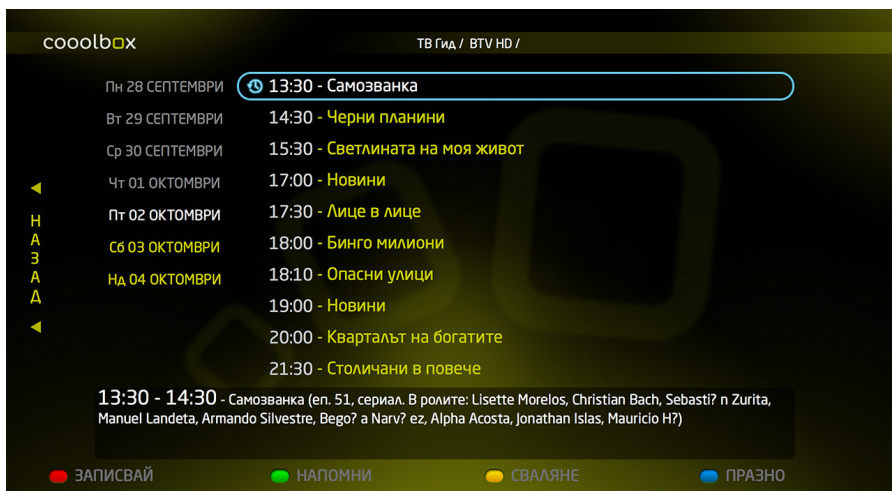 cooolbox
ТВ Гид / BTV HD /
Пн 28 СЕПТЕМВРИ
Вт 29 СЕПТЕМВРИ
Ср 30 СЕПТЕМВРИ
Чт 01 ОКТОМВРИ
Пт 02 ОКТОМВРИ
Сб 03 ОКТОМВРИ
Нд 04 ОКТОМВРИ
НАЗАД
13:30 - Самозванка
14:30 - Черни планини
15:30 - Светлината на моя живот
17:00 - Новини
17:30 - Лице в лице
18:00 - Бинго милиони
18:10 - Опасни улици
19:00 - Новини
20:00 - Кварталът на богатите
21:30 - Столичани в повече
13:30 - 14:30 - Самозванка (еп. 51, сериал. В ролите: Lisette Morelos, Christian Bach, Sebasti? n Zurita,
Manuel Landeta, Armando Silvestre, Bego? a Narv? ez, Alpha Acosta, Jonathan Islas, Mauricio H?)
ЗАПИСВАЙ
НАПОМНИ
СВАЛЯНЕ
ПРАЗНО